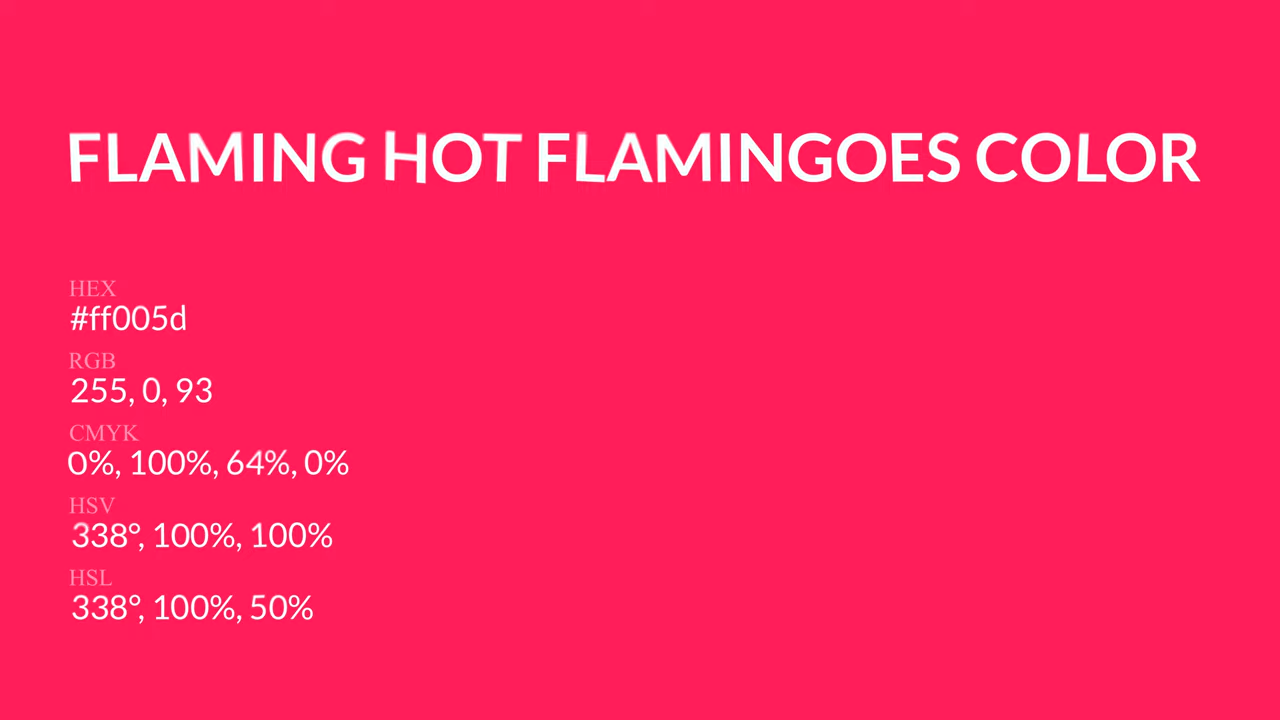 FLAMING HOT FLAMINGOES COLOR
HEX
#ff005d
RGB
255, 0, 93
CMYK
0%, 100%, 64%, 0%
HSV
338°, 100%, 100%
HSL
338°, 100%, 50%